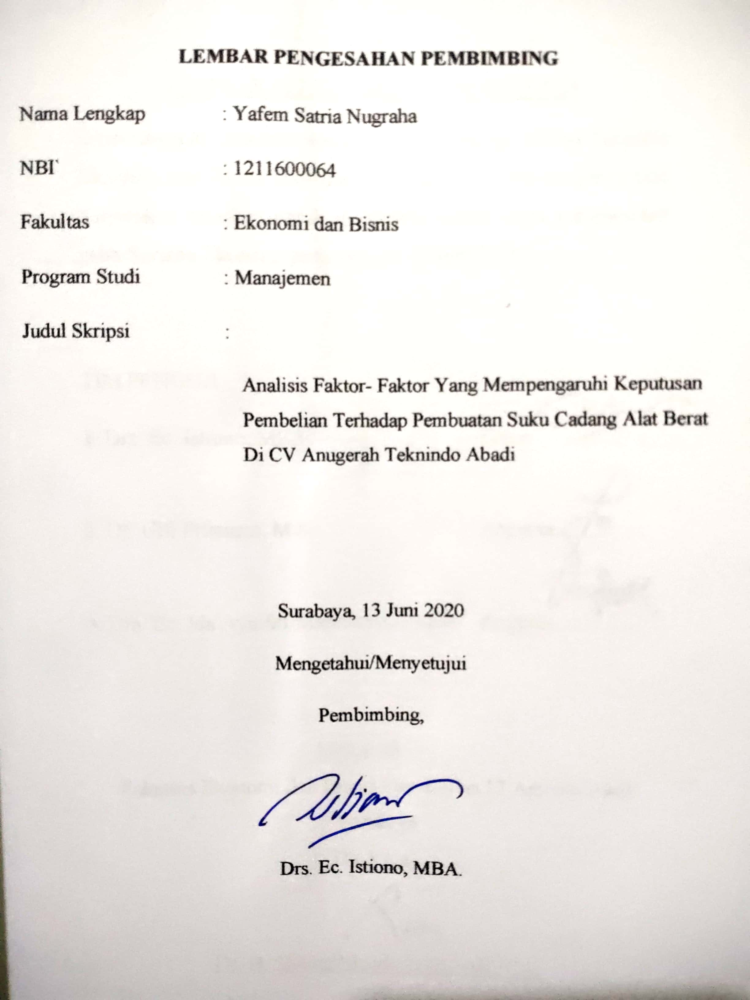 LEMBAR PENGESAHAN PEMBIMBING
Nama Lengkap : Yafem Satria Nugraha
NBI` : 1211600064
Fakultas : Ekonomi dan Bisnis
Program Studi : Manajemen
Judul Skripsi :
Analisis Faktor- Faktor Yang Mempengaruhi Keputusan
Pembelian Terhadap Pembuatan Suku Cadang Alat Berat
Di CV Anugerah Teknindo Abadi
Surabaya, 13 Juni 2020
Mengetahui/Menyetujui
Pembimbing,
Drs. Ec. Istiono, MBA.